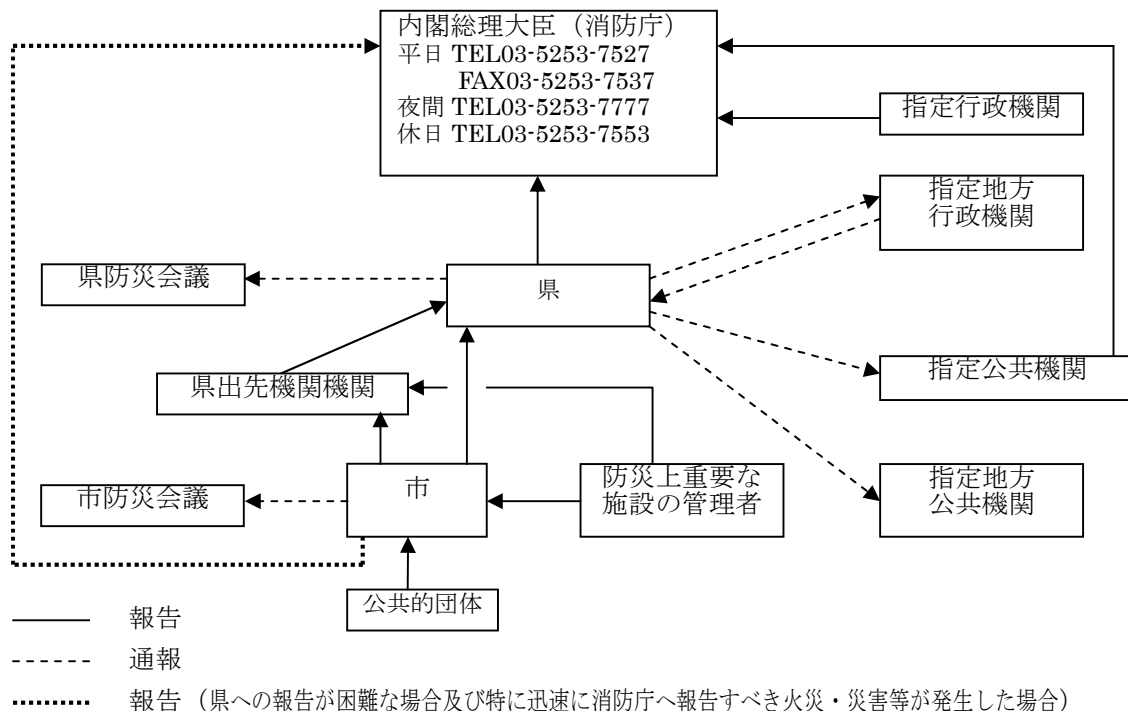 内閣総理大臣（消防庁）
平日 TEL03-5253-7527
FAX03-5253-7537
夜間 TEL03-5253-7777
休日 TEL03-5253-7553
指定行政機関
指定地方
行政機関
県防災会議
県
指定公共機関
県出先機関機関
市防災会議
市
防災上重要な
施設の管理者
指定地方
公共機関
公共的団体
報告
通報
報告（県への報告が困難な場合及び特に迅速に消防庁へ報告すべき火災・災害等が発生した場合）